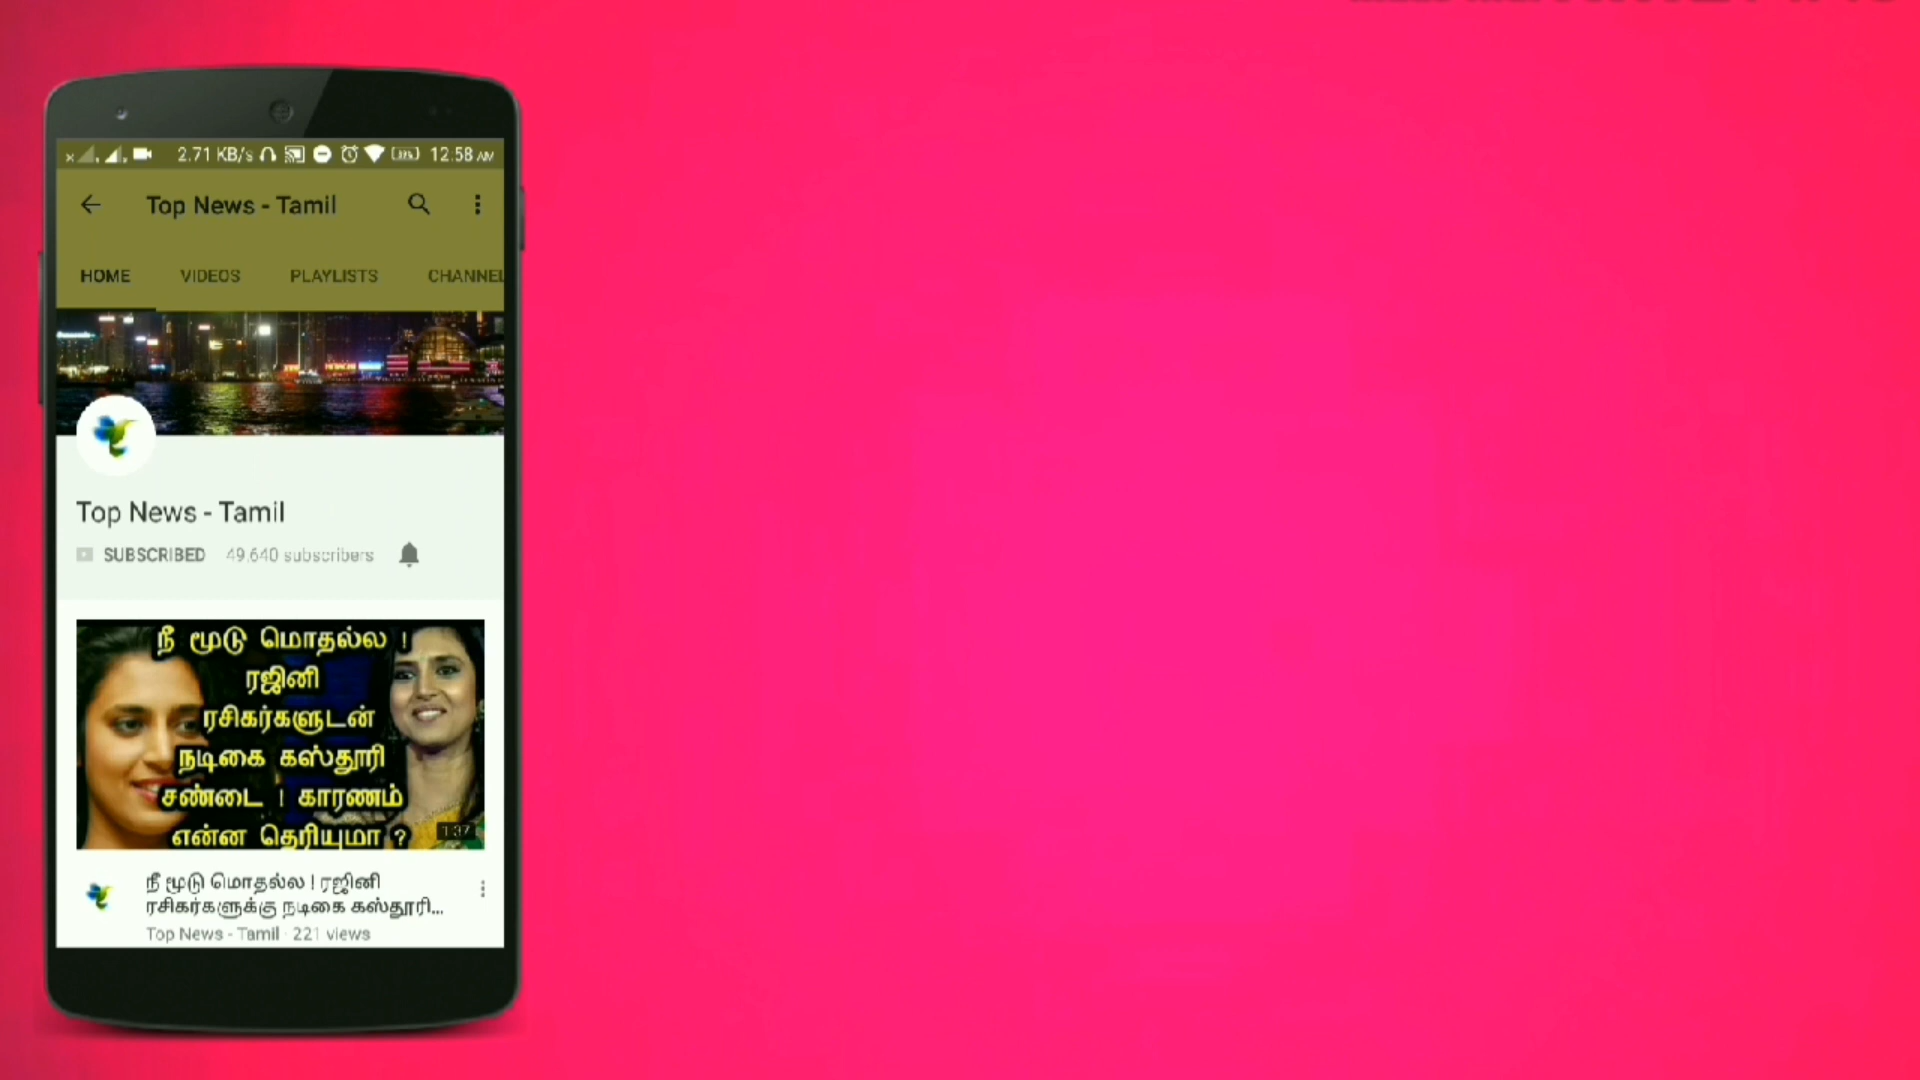 2.71 KB/s 12.58 AM
Top News - Tamil
HOME VIDEOS PLAYLISTS CHANNEL
Top News - Tamil
SUBSCRIBED 49,640 subscribers
நீ மூடு மொதல்ல !
ரஜினி
ரசிகர்களுடன்
நடிகை கஸ்தூரி
சண்டை ! காரணம்
என்ன தெரியுமா ?
1:37
நீ மூடு மொதல்ல ! ரஜினி
ரசிகர்களுக்கு நடிகை கஸ்தூரி...
Top News - Tamil · 221 views